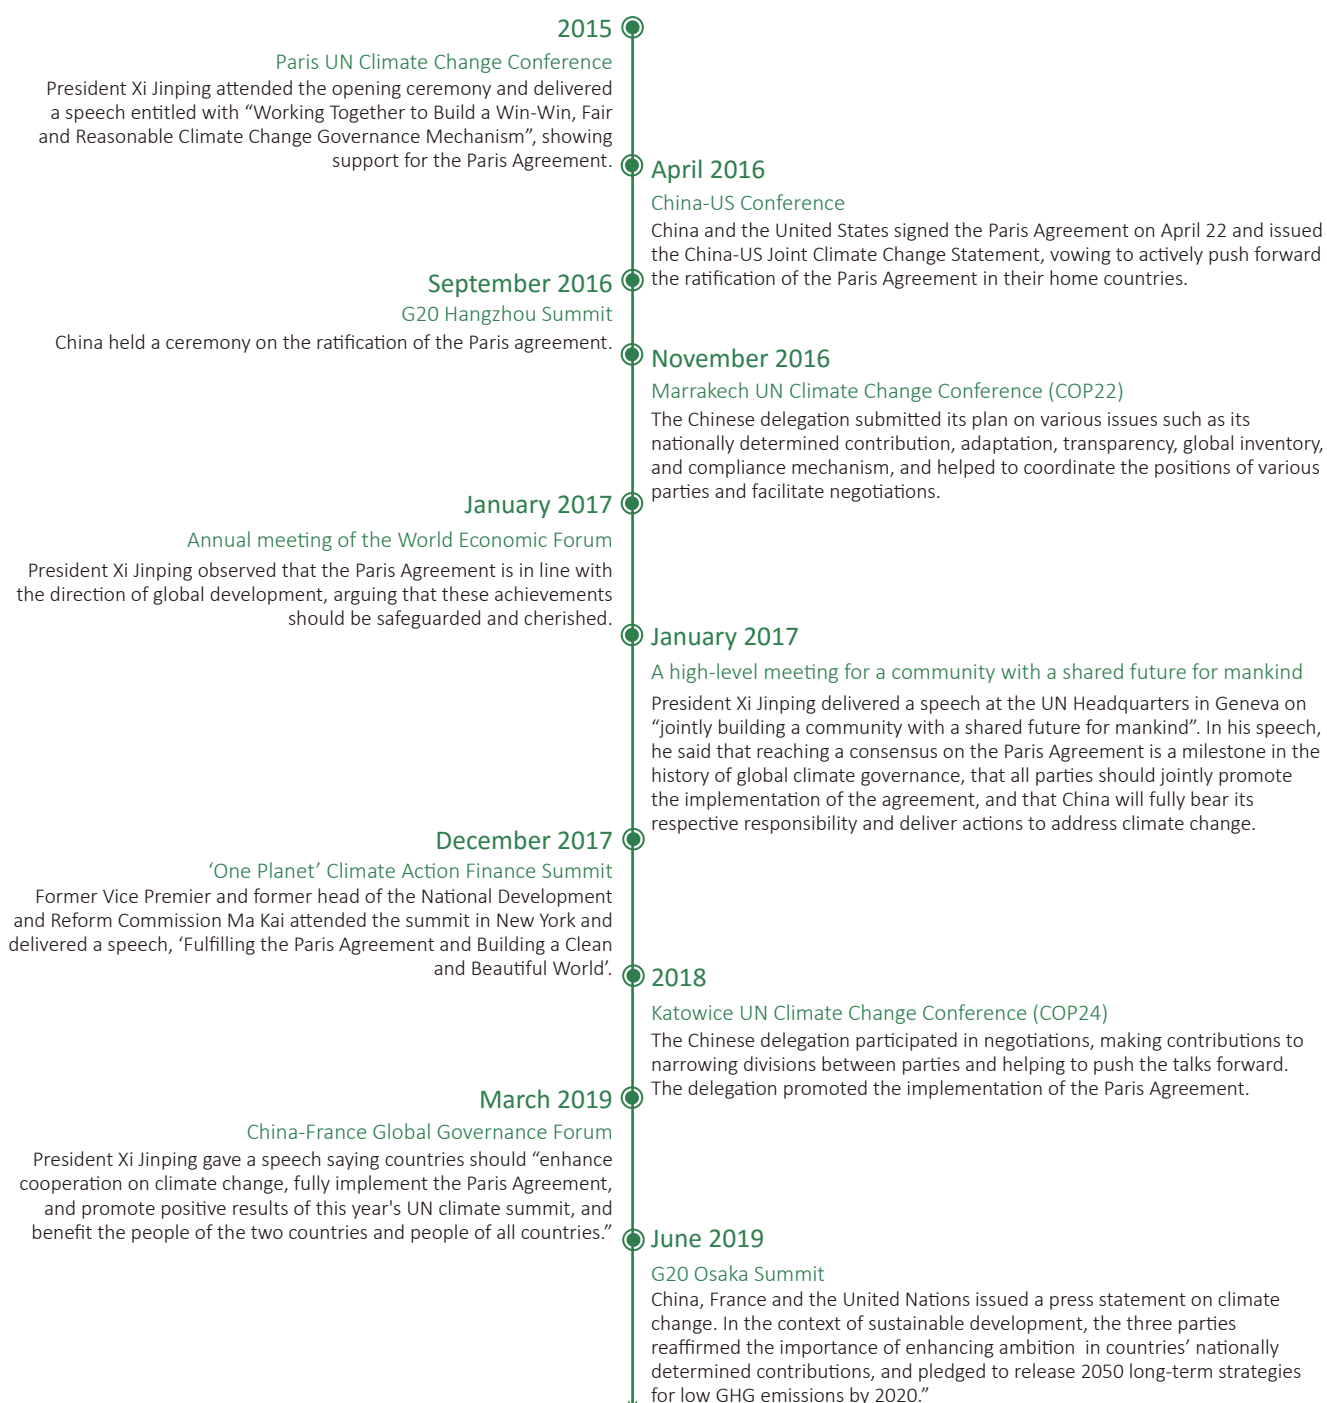 2015
Paris UN Climate Change Conference
President Xi Jinping attended the opening ceremony and delivered
a speech entitled with “Working Together to Build a Win-Win, Fair
and Reasonable Climate Change Governance Mechanism”, showing
support for the Paris Agreement.
April 2016
China-US Conference
China and the United States signed the Paris Agreement on April 22 and issued
the China-US Joint Climate Change Statement, vowing to actively push forward
the ratification of the Paris Agreement in their home countries.
September 2016
G20 Hangzhou Summit
China held a ceremony on the ratification of the Paris agreement.
November 2016
Marrakech UN Climate Change Conference (COP22)
The Chinese delegation submitted its plan on various issues such as its
nationally determined contribution, adaptation, transparency, global inventory,
and compliance mechanism, and helped to coordinate the positions of various
parties and facilitate negotiations.
January 2017
Annual meeting of the World Economic Forum
President Xi Jinping observed that the Paris Agreement is in line with
the direction of global development, arguing that these achievements
should be safeguarded and cherished.
January 2017
A high-level meeting for a community with a shared future for mankind
President Xi Jinping delivered a speech at the UN Headquarters in Geneva on
“jointly building a community with a shared future for mankind”. In his speech,
he said that reaching a consensus on the Paris Agreement is a milestone in the
history of global climate governance, that all parties should jointly promote
the implementation of the agreement, and that China will fully bear its
respective responsibility and deliver actions to address climate change.
December 2017
‘One Planet’ Climate Action Finance Summit
Former Vice Premier and former head of the National Development
and Reform Commission Ma Kai attended the summit in New York and
delivered a speech, ‘Fulfilling the Paris Agreement and Building a Clean
and Beautiful World’.
2018
Katowice UN Climate Change Conference (COP24)
The Chinese delegation participated in negotiations, making contributions to
narrowing divisions between parties and helping to push the talks forward.
The delegation promoted the implementation of the Paris Agreement.
March 2019
China-France Global Governance Forum
President Xi Jinping gave a speech saying countries should “enhance
cooperation on climate change, fully implement the Paris Agreement,
and promote positive results of this year's UN climate summit, and
benefit the people of the two countries and people of all countries.”
June 2019
G20 Osaka Summit
China, France and the United Nations issued a press statement on climate
change. In the context of sustainable development, the three parties
reaffirmed the importance of enhancing ambition  in countries’ nationally
determined contributions, and pledged to release 2050 long-term strategies
for low GHG emissions by 2020.”